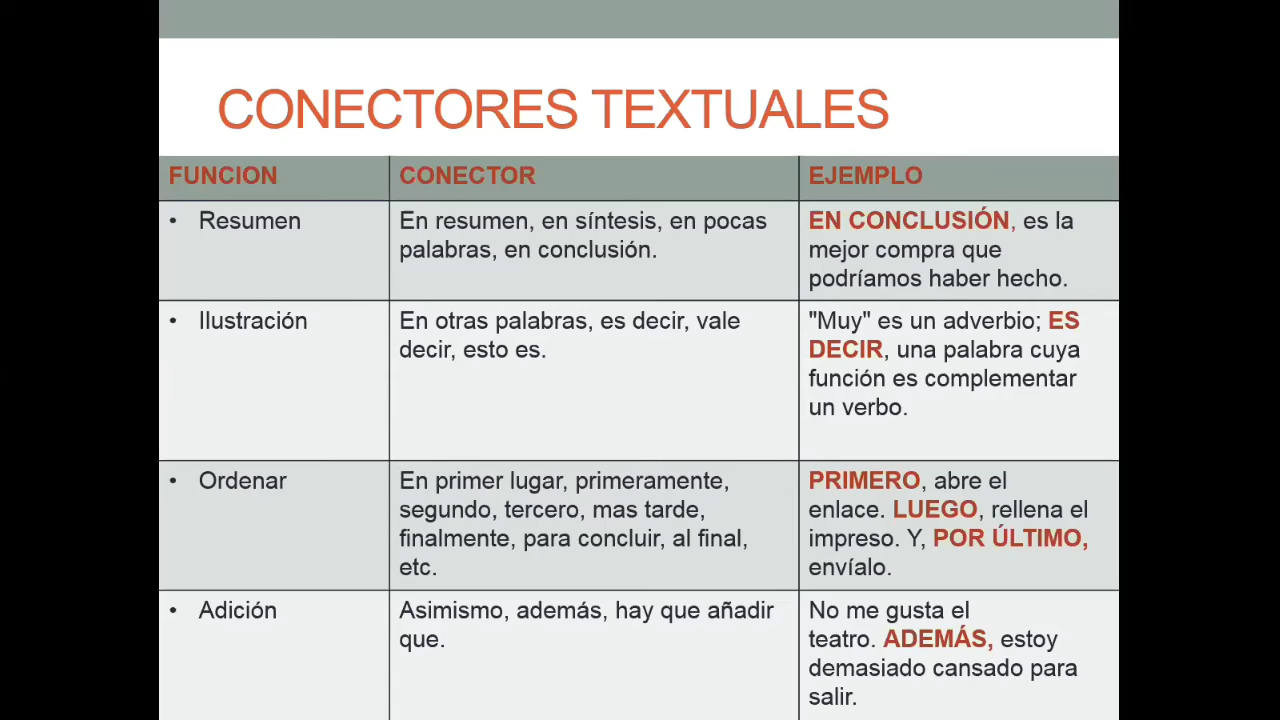 CONECTORES TEXTUALES
FUNCION
CONECTOR
EJEMPLO
• Resumen
En resumen, en síntesis, en pocas
palabras, en conclusión.
EN CONCLUSIÓN, es la
mejor compra que
podríamos haber hecho.
• Ilustración
En otras palabras, es decir, vale
decir, esto es.
"Muy" es un adverbio; ES
DECIR, una palabra cuya
función es complementar
un verbo.
• Ordenar
En primer lugar, primeramente,
segundo, tercero, mas tarde,
finalmente, para concluir, al final,
etc.
PRIMERO, abre el
enlace. LUEGO, rellena el
impreso. Y, POR ÚLTIMO,
envíalo.
• Adición
Asimismo, además, hay que añadir
que.
No me gusta el
teatro. ADEMÁS, estoy
demasiado cansado para
salir.